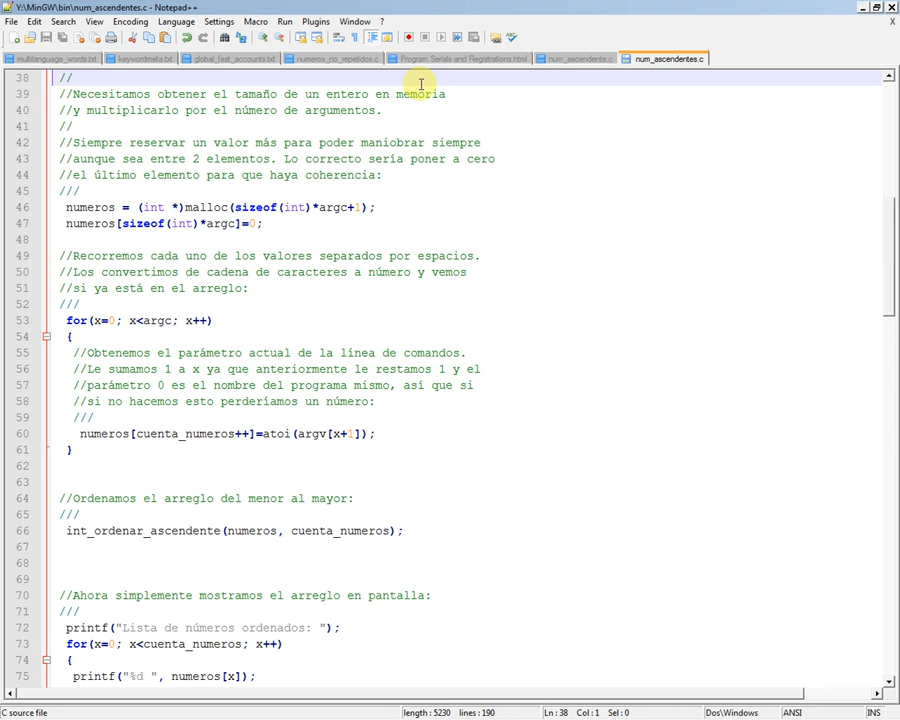 Y:\MinGW\bin\num_ascendentes.c - Notepad++
File Edit Search View Encoding Language Settings Macro Run Plugins Window ? X
multilanguage_words.txt keywordmeta.txt global_fast_accounts.txt numeros_no_repetidos.c Program Serials and Registrations.html num_ascendente.c num_ascendentes.c
38 //
39 //Necesitamos obtener el tamaño de un entero en memoria
40 //y multiplicarlo por el número de argumentos.
41 //
42 //Siempre reservar un valor más para poder maniobrar siempre
43 //aunque sea entre 2 elementos. Lo correcto sería poner a cero
44 //el último elemento para que haya coherencia:
45 ///
46 numeros = (int *)malloc(sizeof(int)*argc+1);
47 numeros[sizeof(int)*argc]=0;
48
49 //Recorremos cada uno de los valores separados por espacios.
50 //Los convertimos de cadena de caracteres a número y vemos
51 //si ya está en el arreglo:
52 ///
53 for(x=0; x<argc; x++)
54 {
55 //Obtenemos el parámetro actual de la línea de comandos.
56 //Le sumamos 1 a x ya que anteriormente le restamos 1 y el
57 //parámetro 0 es el nombre del programa mismo, así que si
58 //si no hacemos esto perderíamos un número:
59 ///
60 numeros[cuenta_numeros++]=atoi(argv[x+1]);
61 }
62
63
64 //Ordenamos el arreglo del menor al mayor:
65 ///
66 int_ordenar_ascendente(numeros, cuenta_numeros);
67
68
69
70 //Ahora simplemente mostramos el arreglo en pantalla:
71 ///
72 printf("Lista de números ordenados: ");
73 for(x=0; x<cuenta_numeros; x++)
74 {
75 printf("%d ", numeros[x]);
C source file length : 5230 lines : 190 Ln : 38 Col : 1 Sel : 0 Dos\Windows ANSI INS